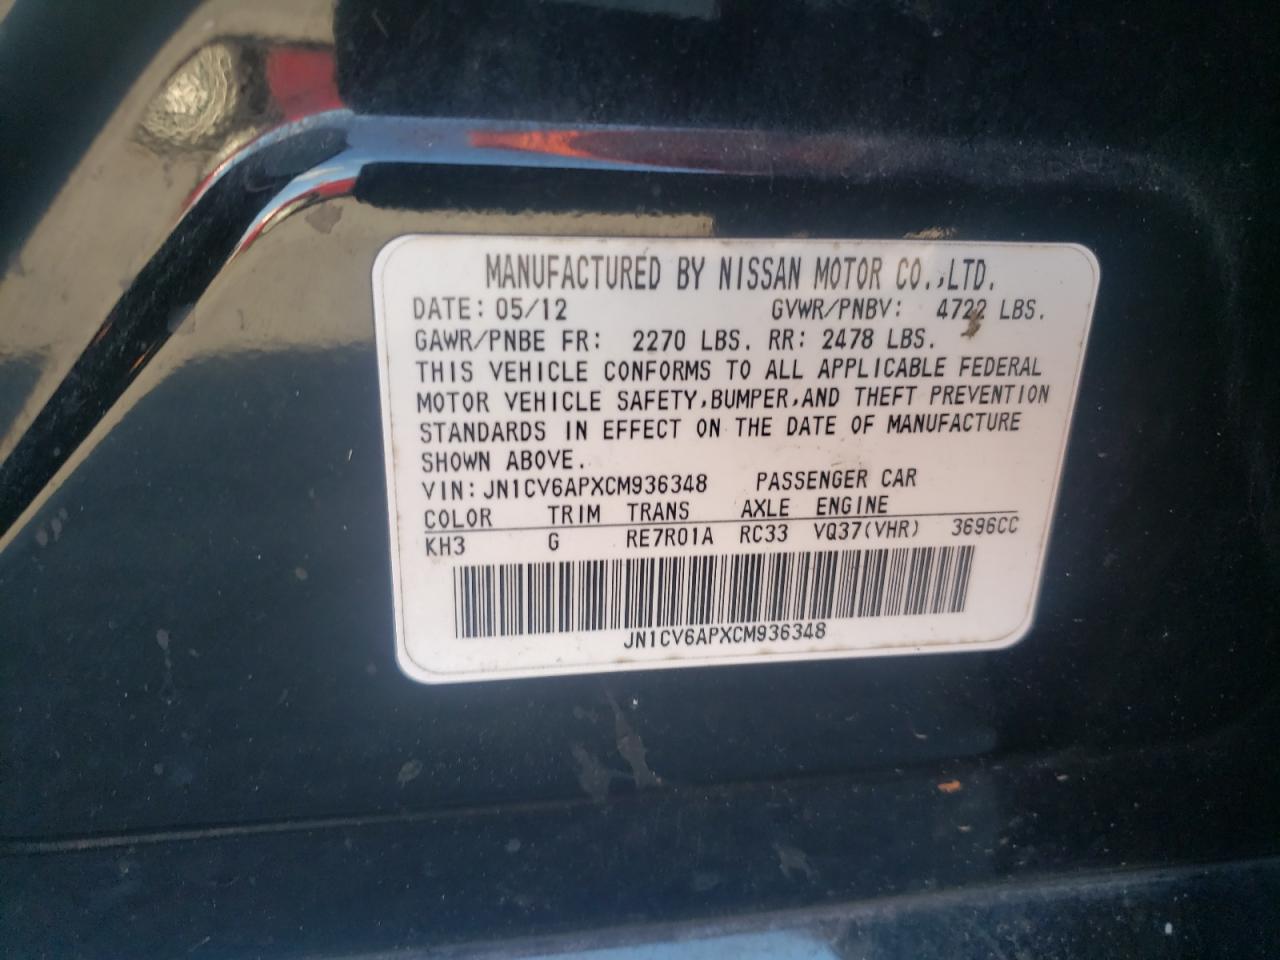 MANUFACTURED BY NISSAN MOTOR CO.,LTD.
DATE: 05/12 GVWR/PNBV: 4722 LBS.
GAWR/PNBE FR: 2270 LBS. RR: 2478 LBS.
THIS VEHICLE CONFORMS TO ALL APPLICABLE FEDERAL
MOTOR VEHICLE SAFETY,BUMPER,AND THEFT PREVENTION
STANDARDS IN EFFECT ON THE DATE OF MANUFACTURE
SHOWN ABOVE.
VIN: JN1CV6APXCM936348 PASSENGER CAR
COLOR TRIM TRANS AXLE ENGINE
KH3 G RE7R01A RC33 VQ37(VHR) 3696CC
JN1CV6APXCM936348